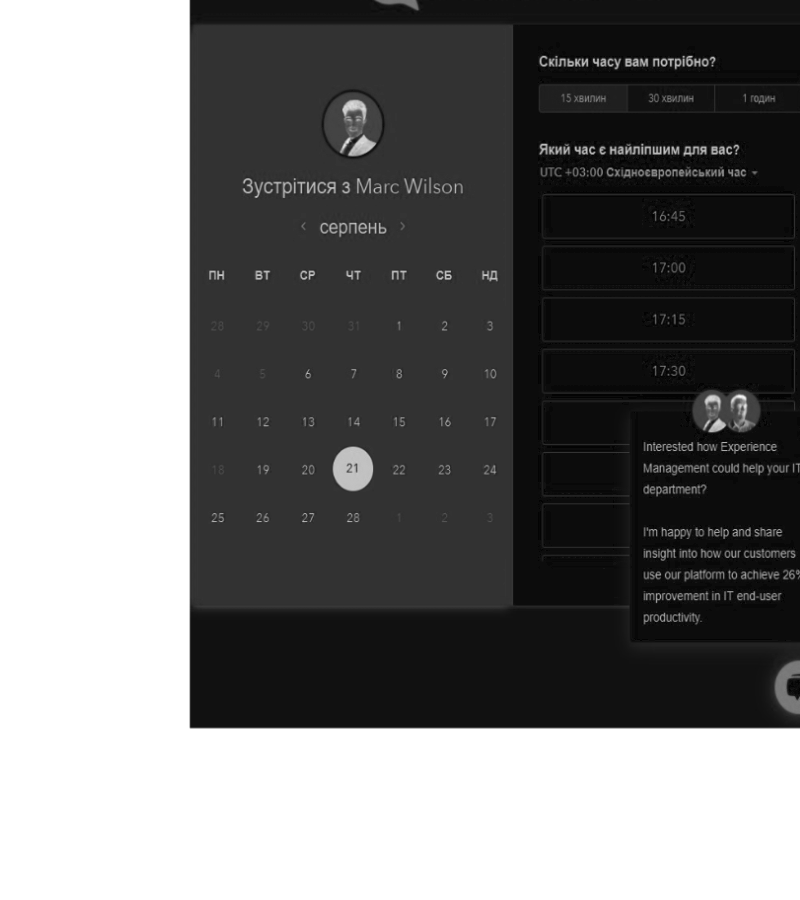 Зустрітися з Marc Wilson
серпень
ПН ВТ СР ЧТ ПТ СБ НД
28 29 30 31 1 2 3
4 5 6 7 8 9 10
11 12 13 14 15 16 17
18 19 20 21 22 23 24
25 26 27 28 1 2 3
Скільки часу вам потрібно?
15 хвилин 30 хвилин 1 годин
Який час є найліпшим для вас?
UTC +03:00 Східноєвропейський час
16:45
17:00
17:15
17:30
Interested how Experience
Management could help your IT
department?
I'm happy to help and share
insight into how our customers
use our platform to achieve 26%
improvement in IT end-user
productivity.